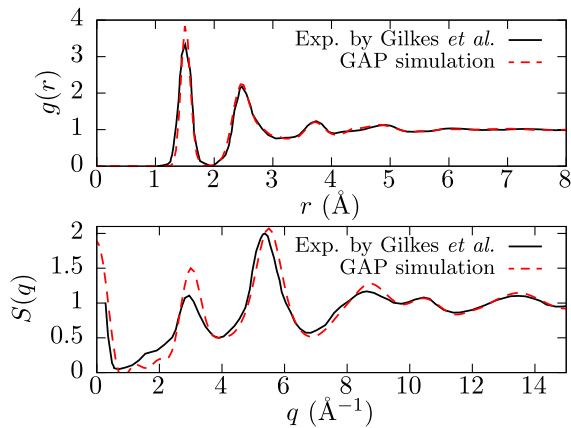 4
3
2
1
0
g(r)
Exp. by Gilkes et al.
GAP simulation
0 1 2 3 4 5 6 7 8
r (Å)
2
1.5
1
0.5
0
S(q)
Exp. by Gilkes et al.
GAP simulation
0 2 4 6 8 10 12 14
q (Å⁻¹)